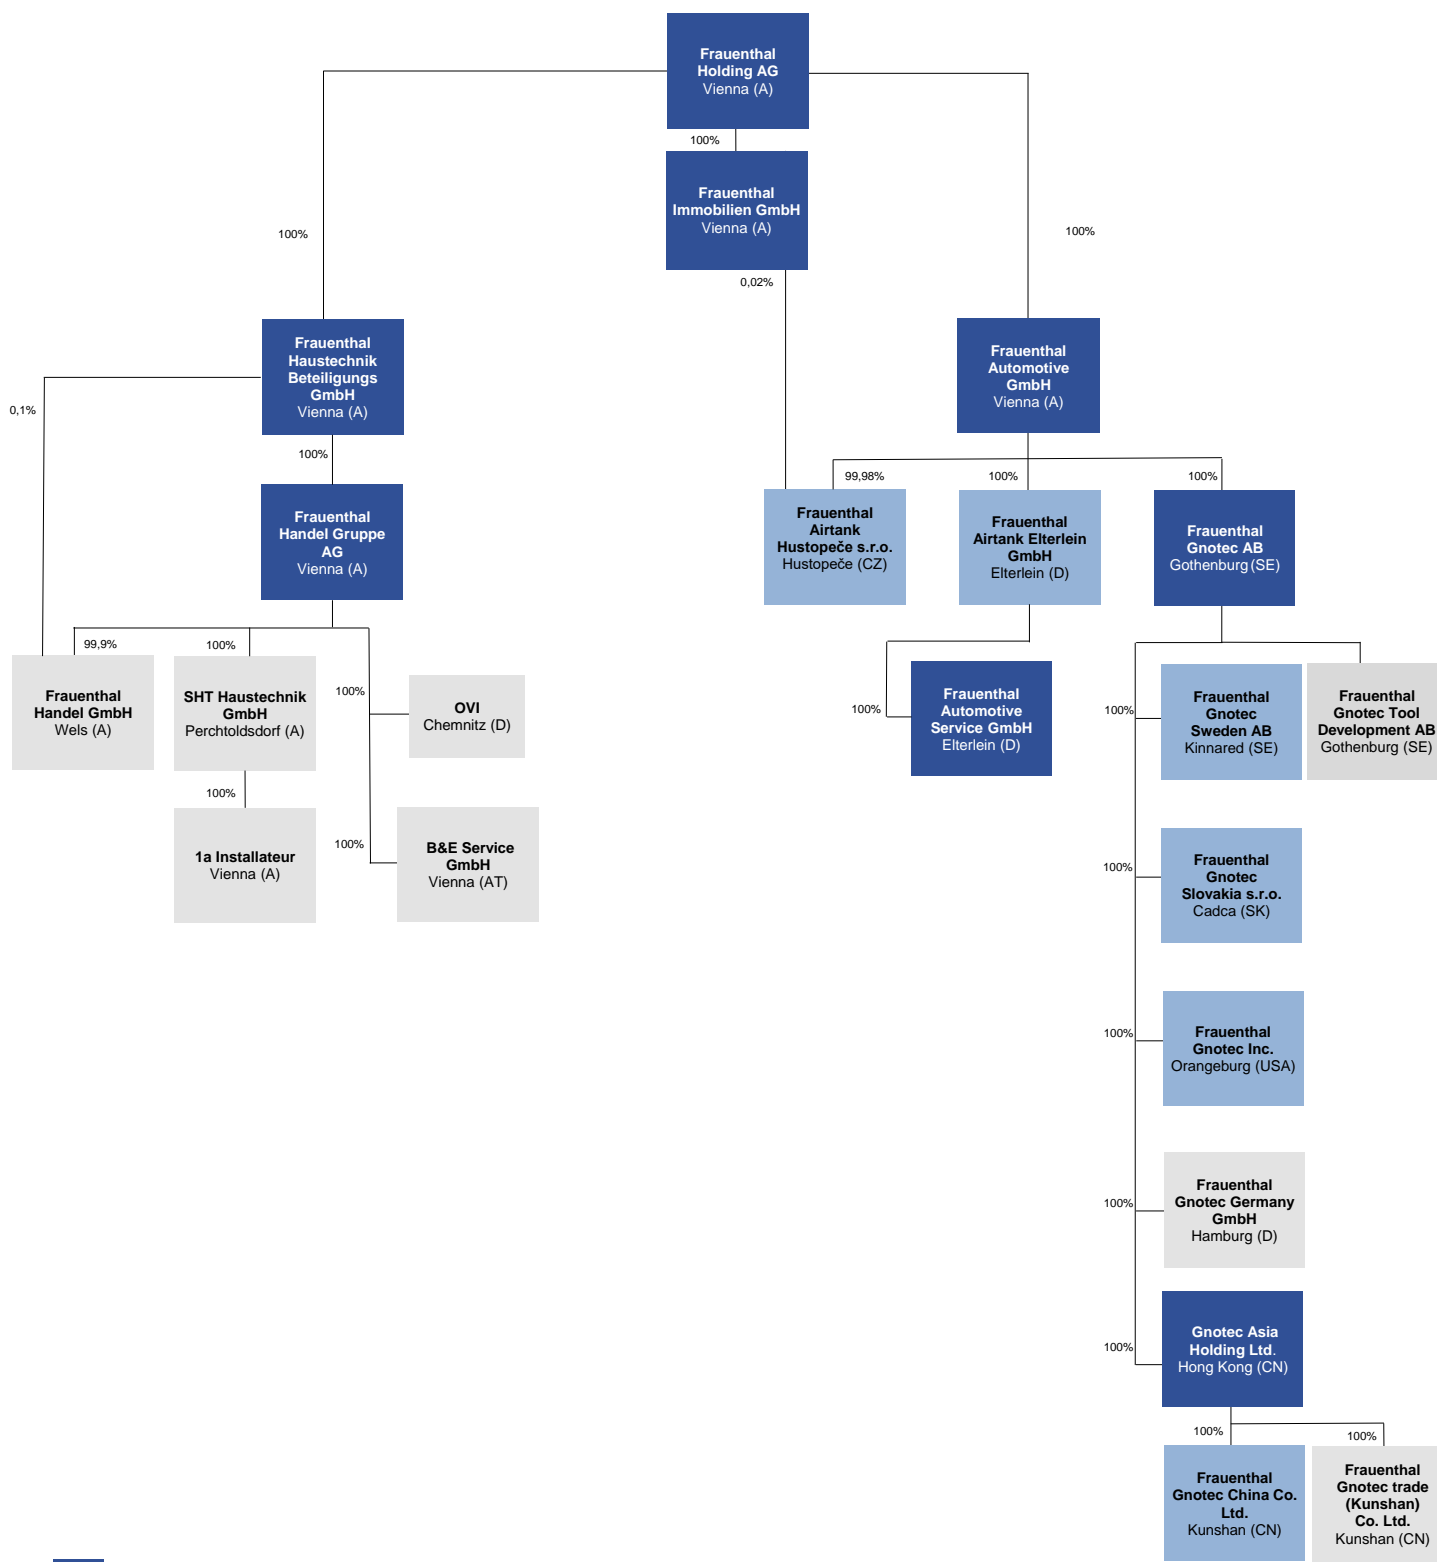 Frauenthal
Holding AG
Vienna (A)
100%
Frauenthal
Immobilien GmbH
Vienna (A)
100%
100%
0,02%
Frauenthal
Haustechnik
Beteiligungs
GmbH
Vienna (A)
Frauenthal
Automotive
GmbH
Vienna (A)
0,1%
100%
99,98%
100%
100%
Frauenthal
Handel Gruppe
AG
Vienna (A)
Frauenthal
Airtank
Hustopeče s.r.o.
Hustopeče (CZ)
Frauenthal
Airtank Elterlein
GmbH
Elterlein (D)
Frauenthal
Gnotec AB
Gothenburg (SE)
99,9%
100%
Frauenthal
Handel GmbH
Wels (A)
SHT Haustechnik
GmbH
Perchtoldsdorf (A)
100%
OVI
Chemnitz (D)
100%
Frauenthal
Automotive
Service GmbH
Elterlein (D)
100%
Frauenthal
Gnotec
Sweden AB
Kinnared (SE)
Frauenthal
Gnotec Tool
Development AB
Gothenburg (SE)
100%
1a Installateur
Vienna (A)
100%
B&E Service
GmbH
Vienna (AT)
100%
Frauenthal
Gnotec
Slovakia s.r.o.
Cadca (SK)
100%
Frauenthal
Gnotec Inc.
Orangeburg (USA)
100%
Frauenthal
Gnotec Germany
GmbH
Hamburg (D)
100%
Gnotec Asia
Holding Ltd.
Hong Kong (CN)
100%
100%
Frauenthal
Gnotec China Co.
Ltd.
Kunshan (CN)
Frauenthal
Gnotec trade
(Kunshan)
Co. Ltd.
Kunshan (CN)